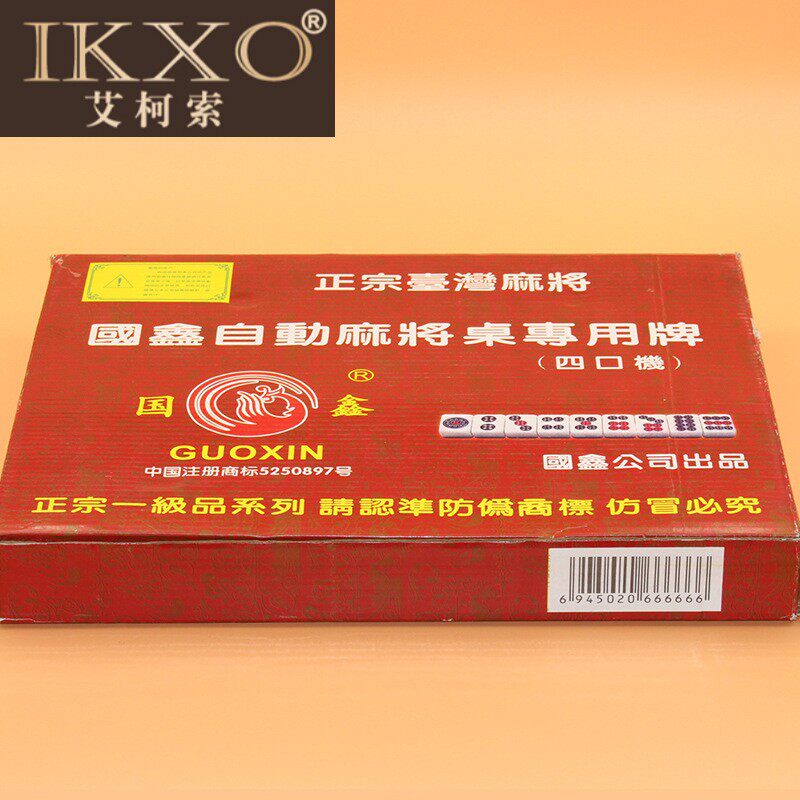 IKXO®
艾柯索
正宗臺灣麻將
國鑫自動麻將桌專用牌
（四口機）
国鑫®
GUOXIN
中国注册商标5250897号
國鑫公司出品
正宗一級品系列 請認準防偽商標 仿冒必究
6 945020 666666